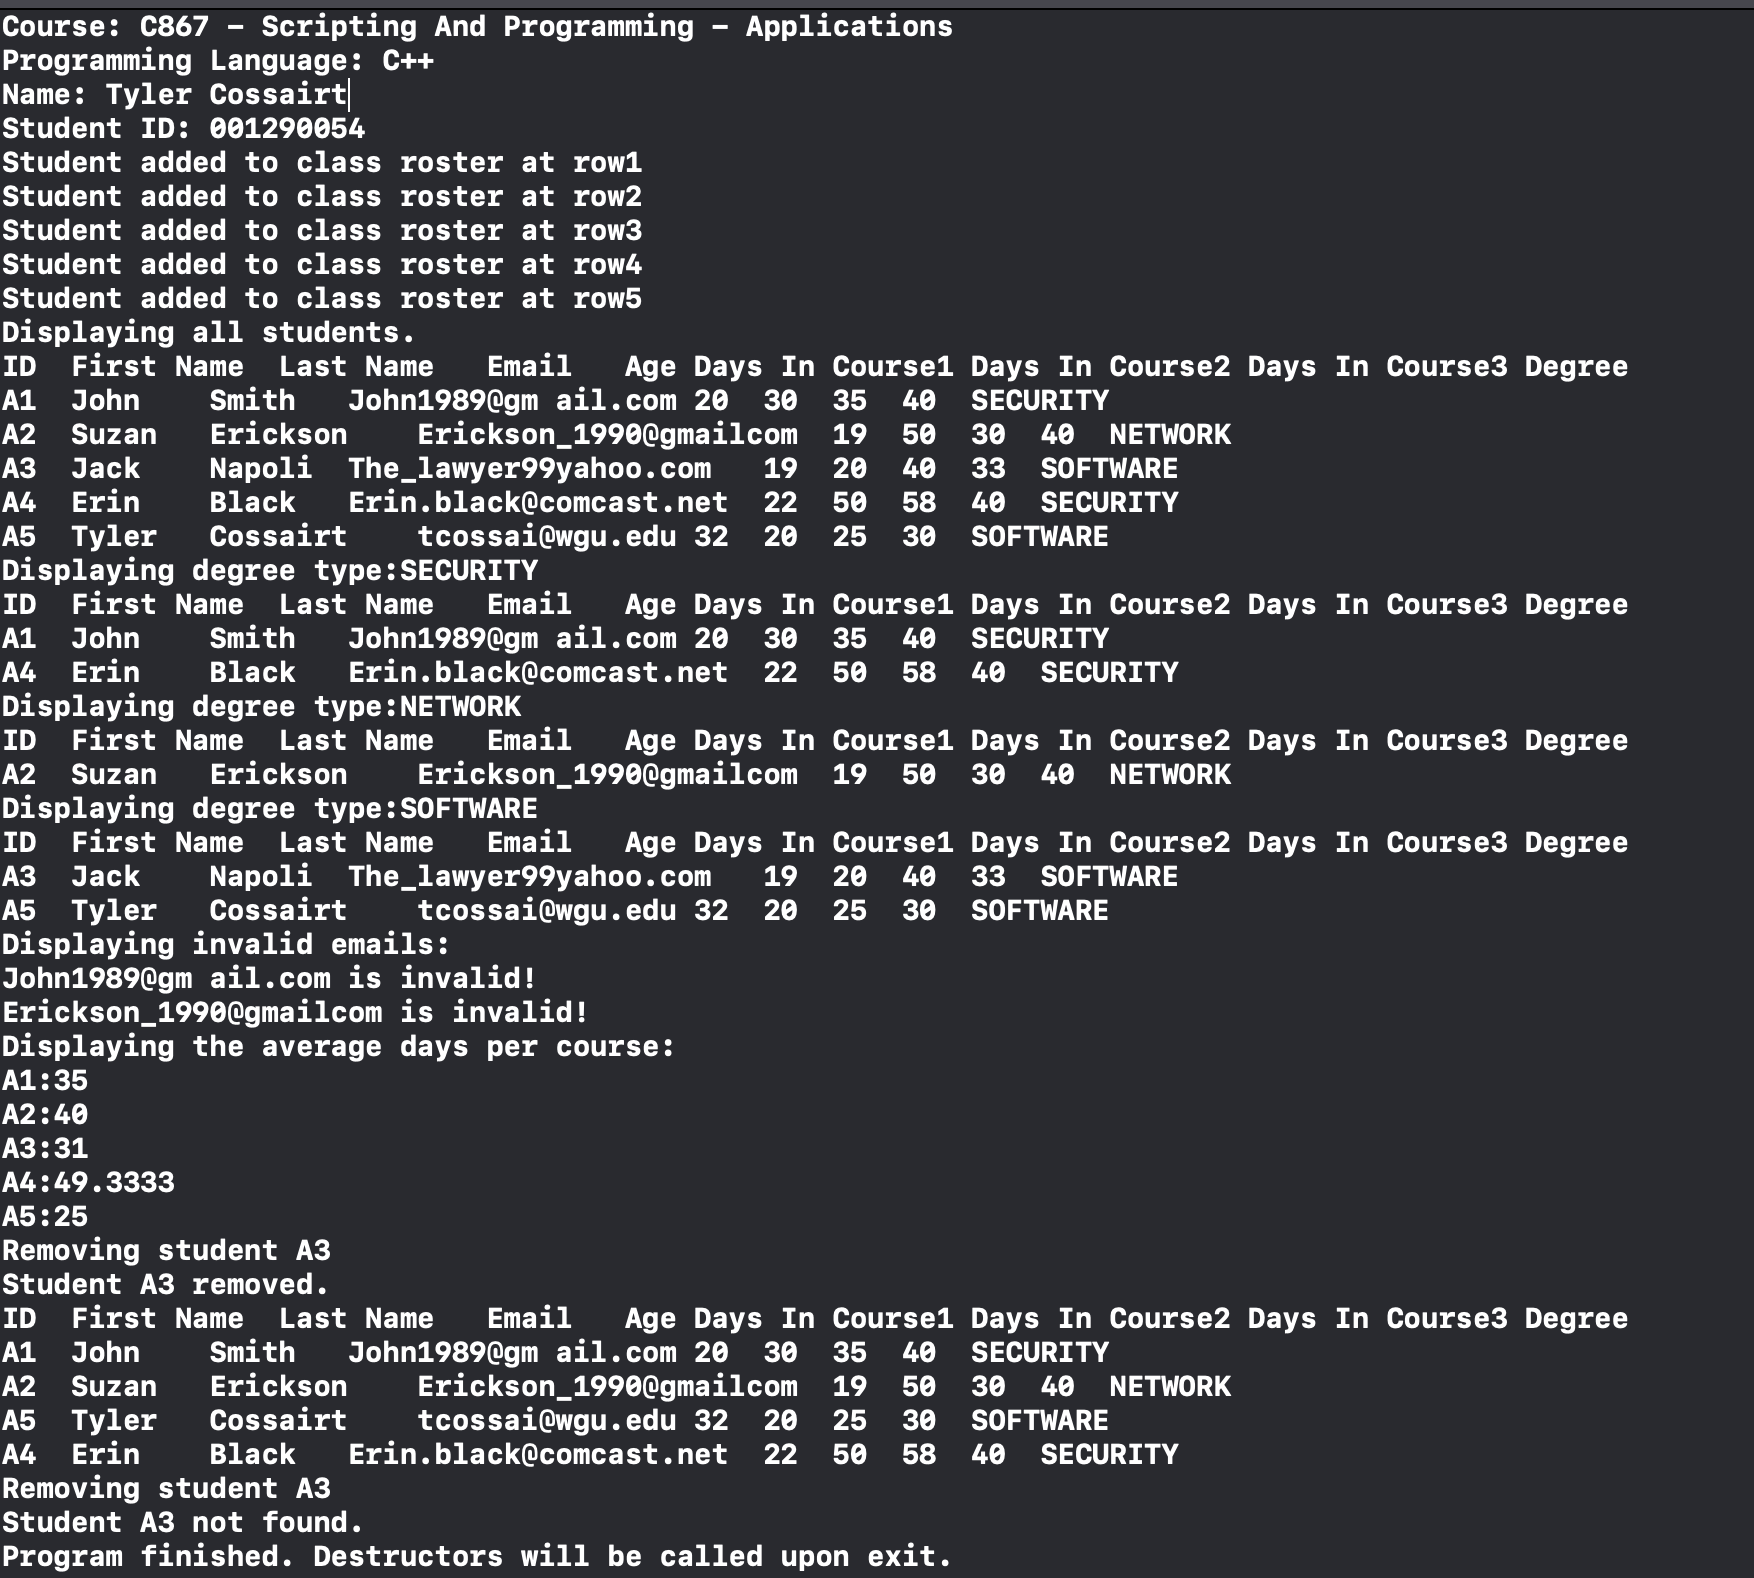 Course: C867 – Scripting And Programming – Applications
Programming Language: C++
Name: Tyler Cossairt
Student ID: 001290054
Student added to class roster at row1
Student added to class roster at row2
Student added to class roster at row3
Student added to class roster at row4
Student added to class roster at row5
Displaying all students.
ID  First Name  Last Name   Email   Age Days In Course1 Days In Course2 Days In Course3 Degree
A1  John    Smith   John1989@gm ail.com 20  30  35  40  SECURITY
A2  Suzan   Erickson    Erickson_1990@gmailcom  19  50  30  40  NETWORK
A3  Jack    Napoli  The_lawyer99yahoo.com   19  20  40  33  SOFTWARE
A4  Erin    Black   Erin.black@comcast.net  22  50  58  40  SECURITY
A5  Tyler   Cossairt    tcossai@wgu.edu 32  20  25  30  SOFTWARE
Displaying degree type:SECURITY
ID  First Name  Last Name   Email   Age Days In Course1 Days In Course2 Days In Course3 Degree
A1  John    Smith   John1989@gm ail.com 20  30  35  40  SECURITY
A4  Erin    Black   Erin.black@comcast.net  22  50  58  40  SECURITY
Displaying degree type:NETWORK
ID  First Name  Last Name   Email   Age Days In Course1 Days In Course2 Days In Course3 Degree
A2  Suzan   Erickson    Erickson_1990@gmailcom  19  50  30  40  NETWORK
Displaying degree type:SOFTWARE
ID  First Name  Last Name   Email   Age Days In Course1 Days In Course2 Days In Course3 Degree
A3  Jack    Napoli  The_lawyer99yahoo.com   19  20  40  33  SOFTWARE
A5  Tyler   Cossairt    tcossai@wgu.edu 32  20  25  30  SOFTWARE
Displaying invalid emails:
John1989@gm ail.com is invalid!
Erickson_1990@gmailcom is invalid!
Displaying the average days per course:
A1:35
A2:40
A3:31
A4:49.3333
A5:25
Removing student A3
Student A3 removed.
ID  First Name  Last Name   Email   Age Days In Course1 Days In Course2 Days In Course3 Degree
A1  John    Smith   John1989@gm ail.com 20  30  35  40  SECURITY
A2  Suzan   Erickson    Erickson_1990@gmailcom  19  50  30  40  NETWORK
A5  Tyler   Cossairt    tcossai@wgu.edu 32  20  25  30  SOFTWARE
A4  Erin    Black   Erin.black@comcast.net  22  50  58  40  SECURITY
Removing student A3
Student A3 not found.
Program finished. Destructors will be called upon exit.